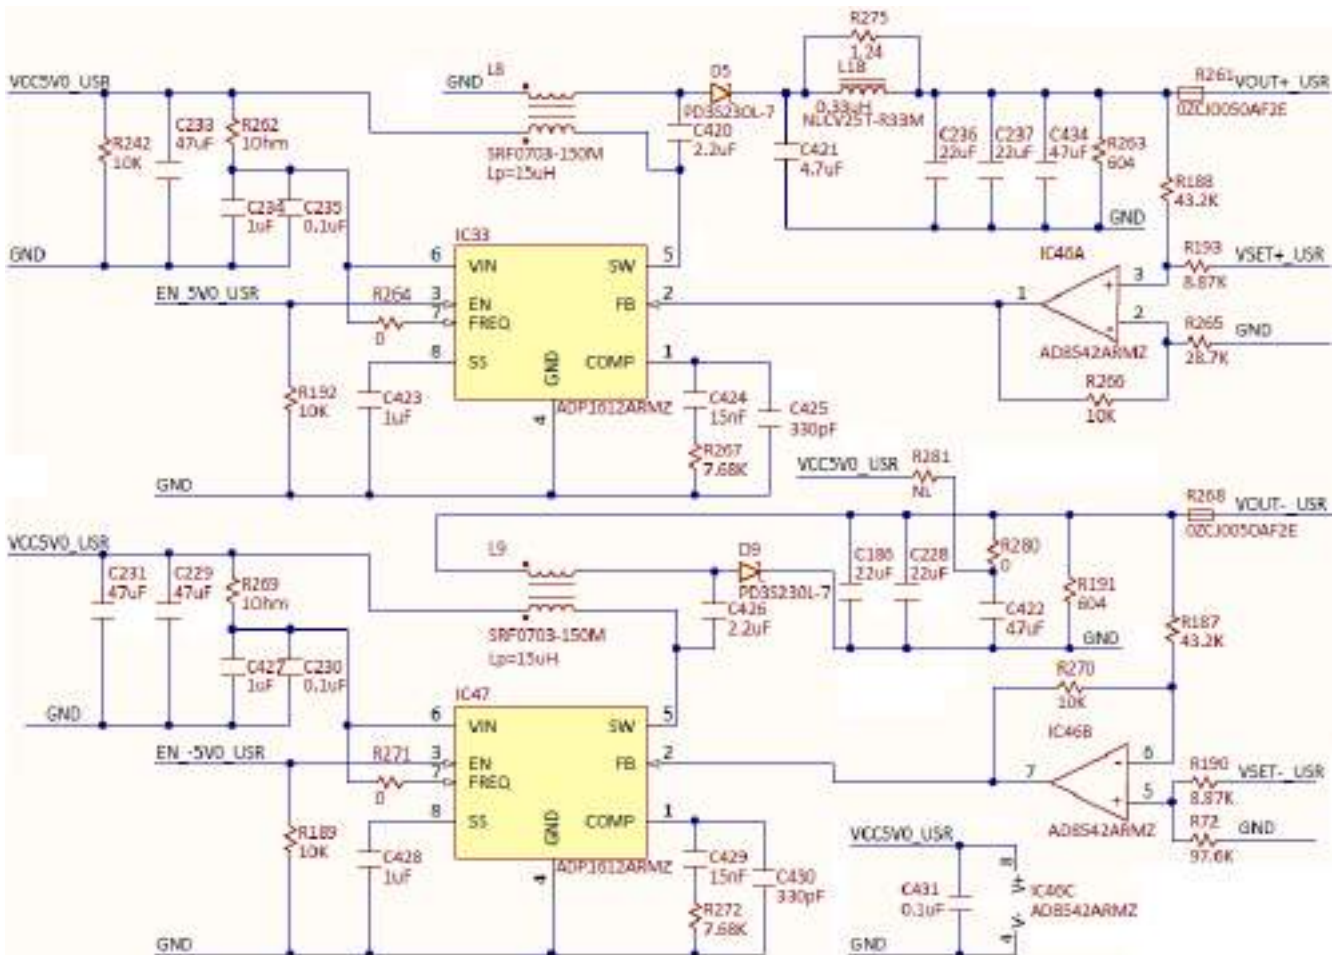 R275
1.24
VCC5V0_USR
GND
L8
D5
L18
R261
VOUT+_USR
0ZCJ0050AF2E
PD3S230L-7
0.33uH
NLCV25T-R33M
R242
10K
C233
47uF
R262
1Ohm
C420
2.2uF
SRF0703-150M
Lp=15uH
C421
4.7uF
C236
22uF
C237
22uF
C434
47uF
R263
604
R188
43.2K
C234
1uF
C235
0.1uF
GND
GND
IC33
IC46A
R193
8.87K
VSET+_USR
6
VIN
SW
5
EN_5V0_USR
R264
0
3
EN
7
FREQ
FB
2
1
3
+
2
-
AD8542ARMZ
R265
28.7K
GND
8
SS
GND
COMP
1
ADP1612ARMZ
4
R266
10K
R192
10K
C423
1uF
C424
15nF
C425
330pF
R267
7.68K
GND
VCC5V0_USR
R281
NL
R268
VOUT-_USR
0ZCJ0050AF2E
VCC5V0_USR
L9
D9
PD3S230L-7
C231
47uF
C229
47uF
R269
1Ohm
C426
2.2uF
SRF0703-150M
Lp=15uH
C186
22uF
C228
22uF
R280
0
C422
47uF
R191
604
GND
R187
43.2K
C427
1uF
C230
0.1uF
GND
IC47
R270
10K
IC46B
6
VIN
SW
5
EN_-5V0_USR
R271
0
3
EN
7
FREQ
FB
2
7
6
-
5
+
AD8542ARMZ
R190
8.87K
VSET-_USR
R72
97.6K
GND
8
SS
GND
COMP
1
ADP1612ARMZ
4
R189
10K
C428
1uF
C429
15nF
C430
330pF
R272
7.68K
GND
VCC5V0_USR
C431
0.1uF
8
V+
IC46C
AD8542ARMZ
V-
4
GND